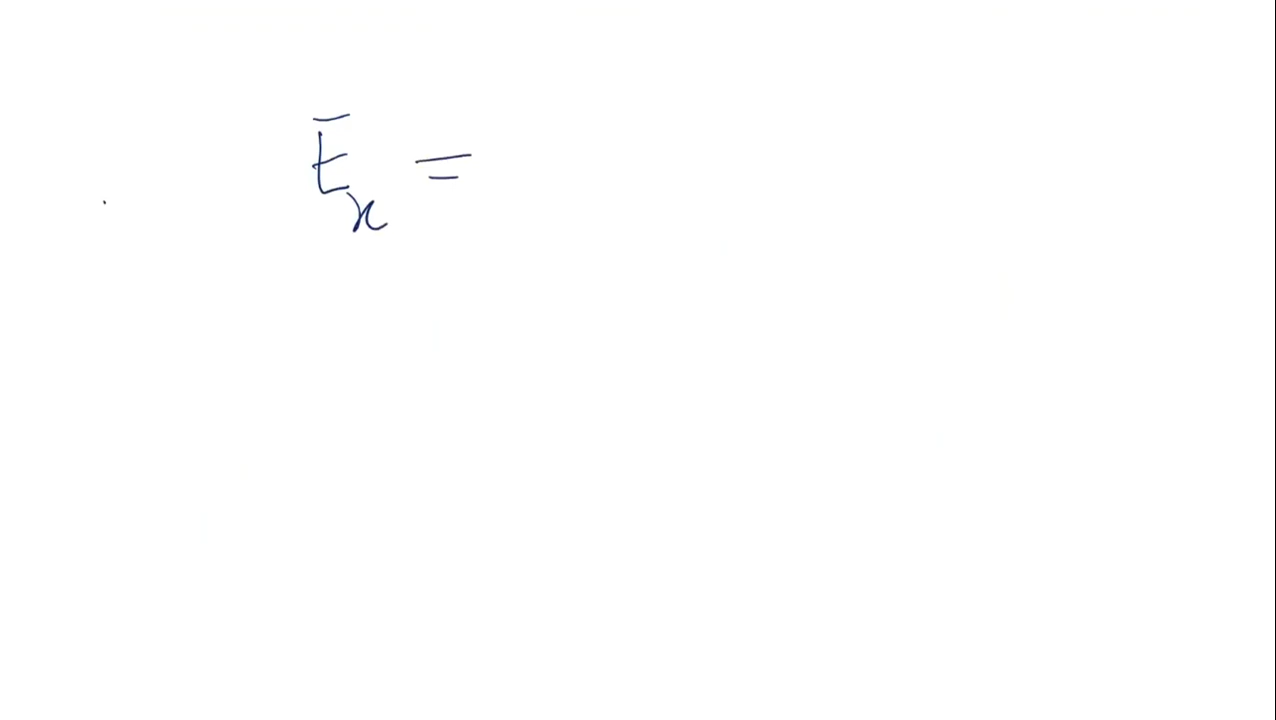 E_x =